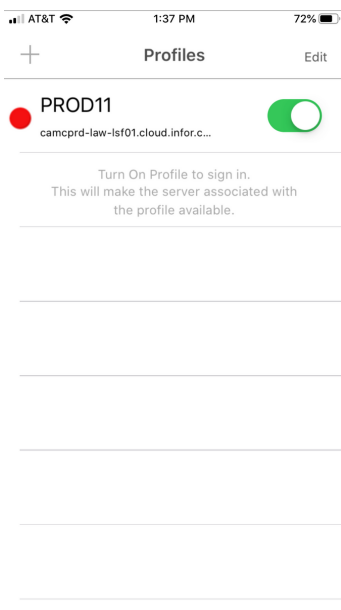 AT&T 1:37 PM 72%
Profiles Edit
PROD11
camcprd-law-lsf01.cloud.infor.c...
Turn On Profile to sign in.
This will make the server associated with
the profile available.